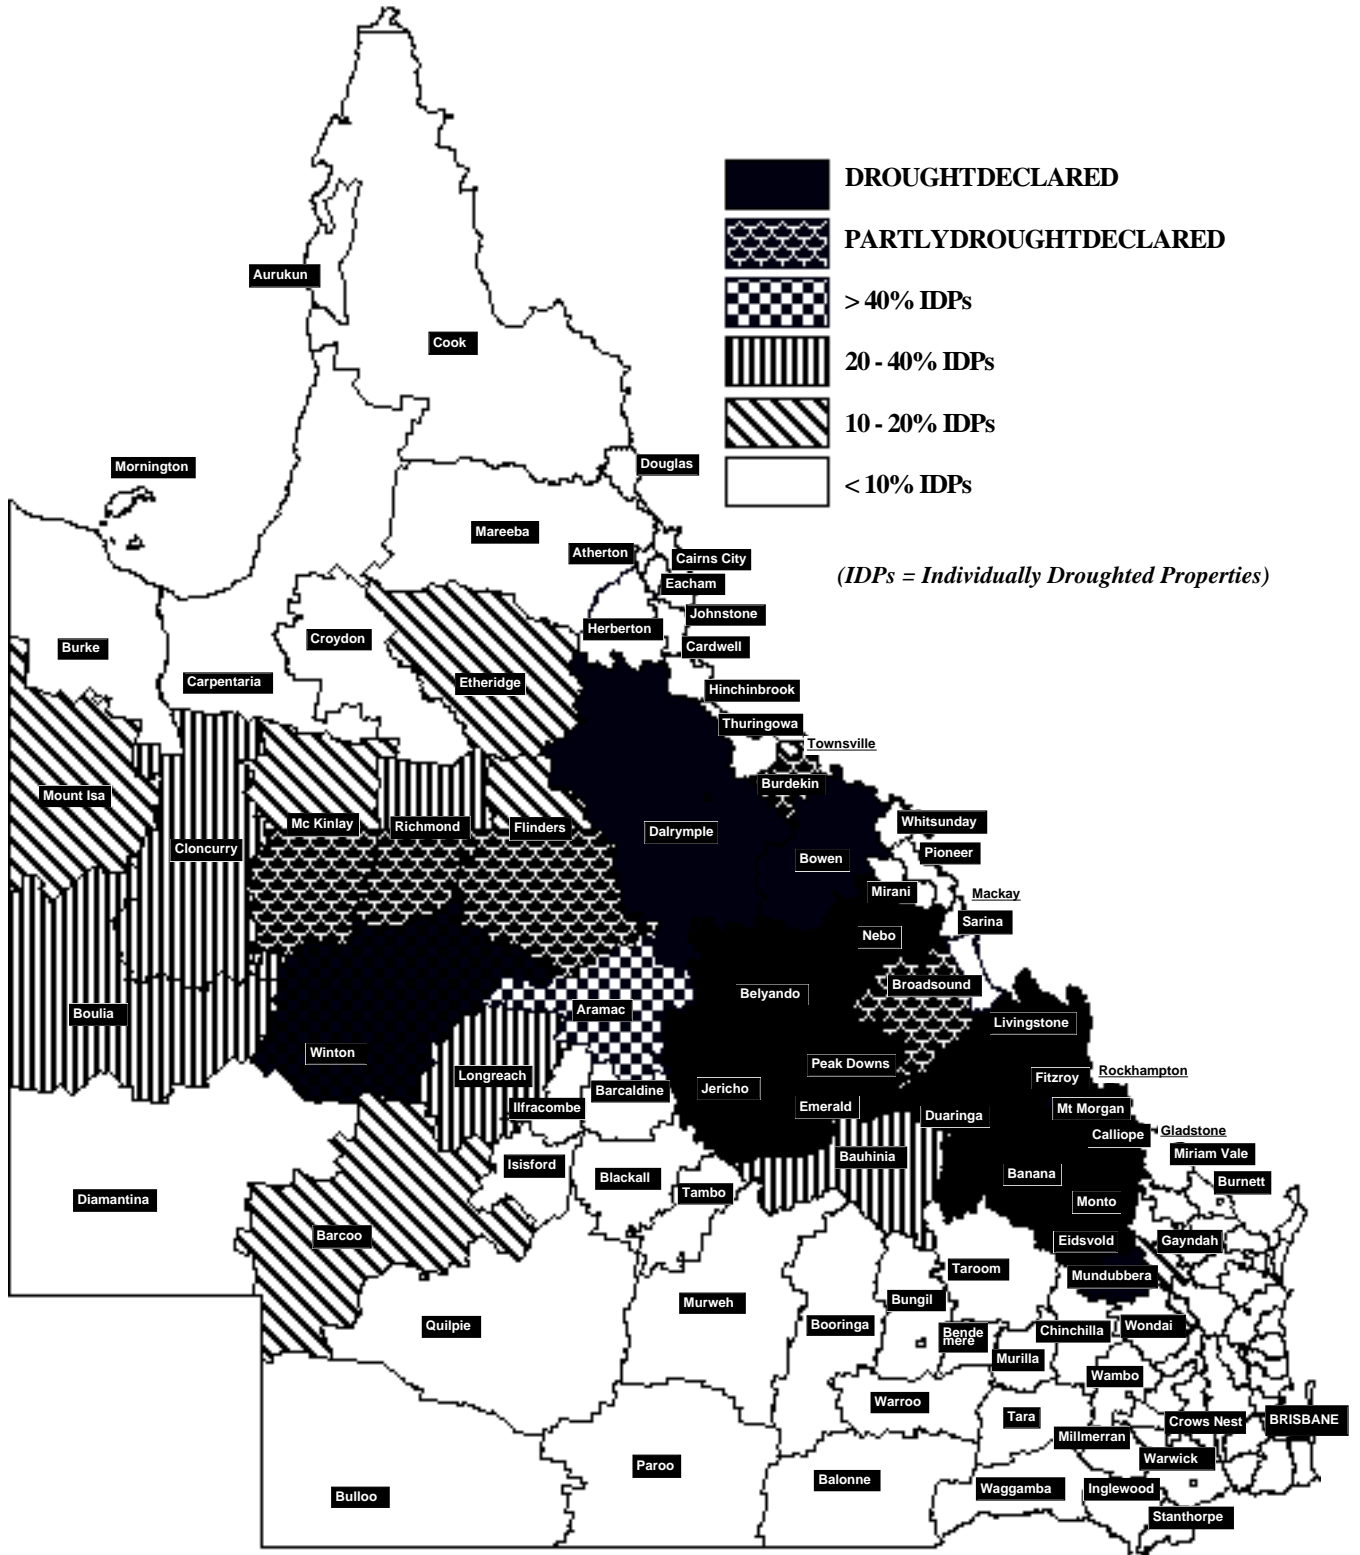 DROUGHTDECLARED
PARTLYDROUGHTDECLARED
> 40% IDPs
20 - 40% IDPs
10 - 20% IDPs
< 10% IDPs
(IDPs = Individually Droughted Properties)
Aurukun
Cook
Mornington
Douglas
Mareeba
Atherton
Cairns City
Eacham
Johnstone
Herberton
Cardwell
Burke
Croydon
Carpentaria
Etheridge
Hinchinbrook
Thuringowa
Townsville
Burdekin
Mount Isa
Mc Kinlay
Richmond
Flinders
Dalrymple
Whitsunday
Cloncurry
Bowen
Pioneer
Mirani
Mackay
Sarina
Nebo
Belyando
Broadsound
Boulia
Aramac
Livingstone
Winton
Longreach
Peak Downs
Fitzroy
Rockhampton
Barcaldine
Jericho
Ilfracombe
Emerald
Duaringa
Mt Morgan
Calliope
Gladstone
Miriam Vale
Isisford
Bauhinia
Blackall
Tambo
Banana
Burnett
Diamantina
Monto
Barcoo
Eidsvold
Gayndah
Taroom
Mundubbera
Murweh
Bungil
Quilpie
Booringa
Bende
mere
Chinchilla
Wondai
Murilla
Wambo
Warroo
Tara
Crows Nest
BRISBANE
Millmerran
Warwick
Paroo
Balonne
Waggamba
Inglewood
Bulloo
Stanthorpe